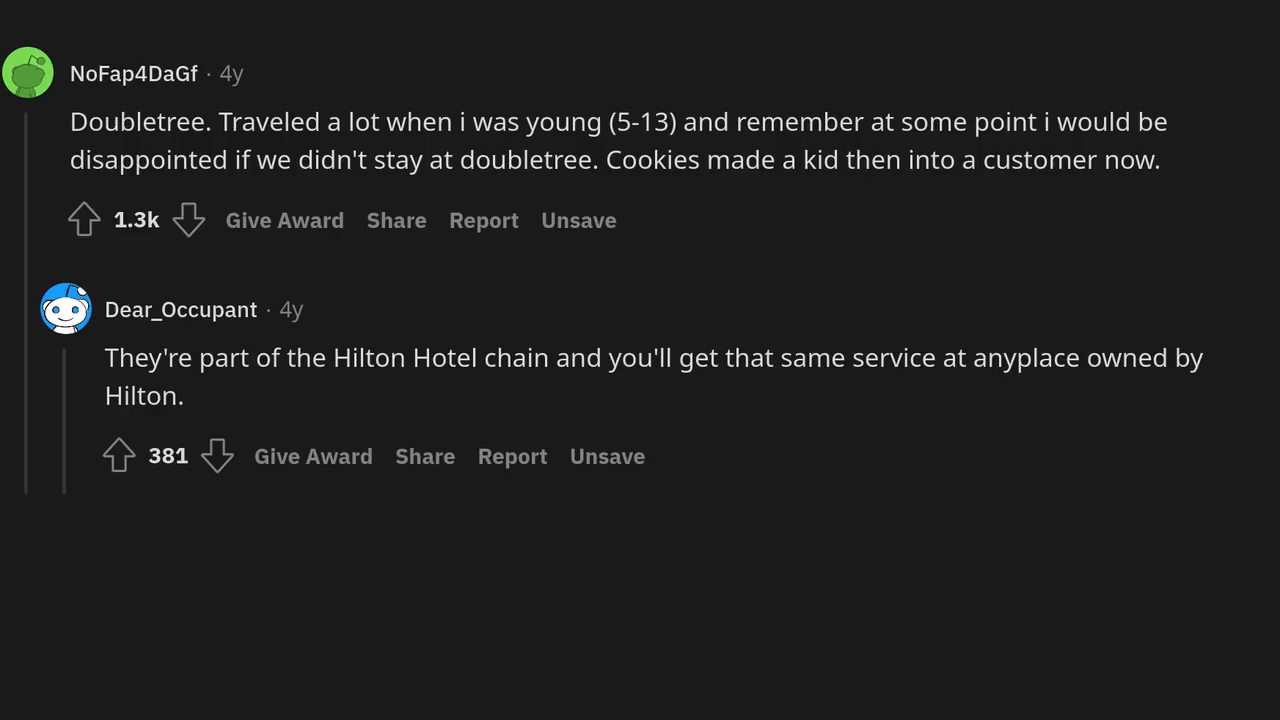 NoFap4DaGf · 4y
Doubletree. Traveled a lot when i was young (5-13) and remember at some point i would be
disappointed if we didn't stay at doubletree. Cookies made a kid then into a customer now.
1.3k Give Award Share Report Unsave
Dear_Occupant · 4y
They're part of the Hilton Hotel chain and you'll get that same service at anyplace owned by
Hilton.
381 Give Award Share Report Unsave